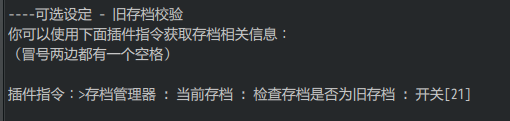 ----可选设定 - 旧存档校验
你可以使用下面插件指令获取存档相关信息：
（冒号两边都有一个空格）
插件指令：>存档管理器 : 当前存档 : 检查存档是否为旧存档 : 开关[21]